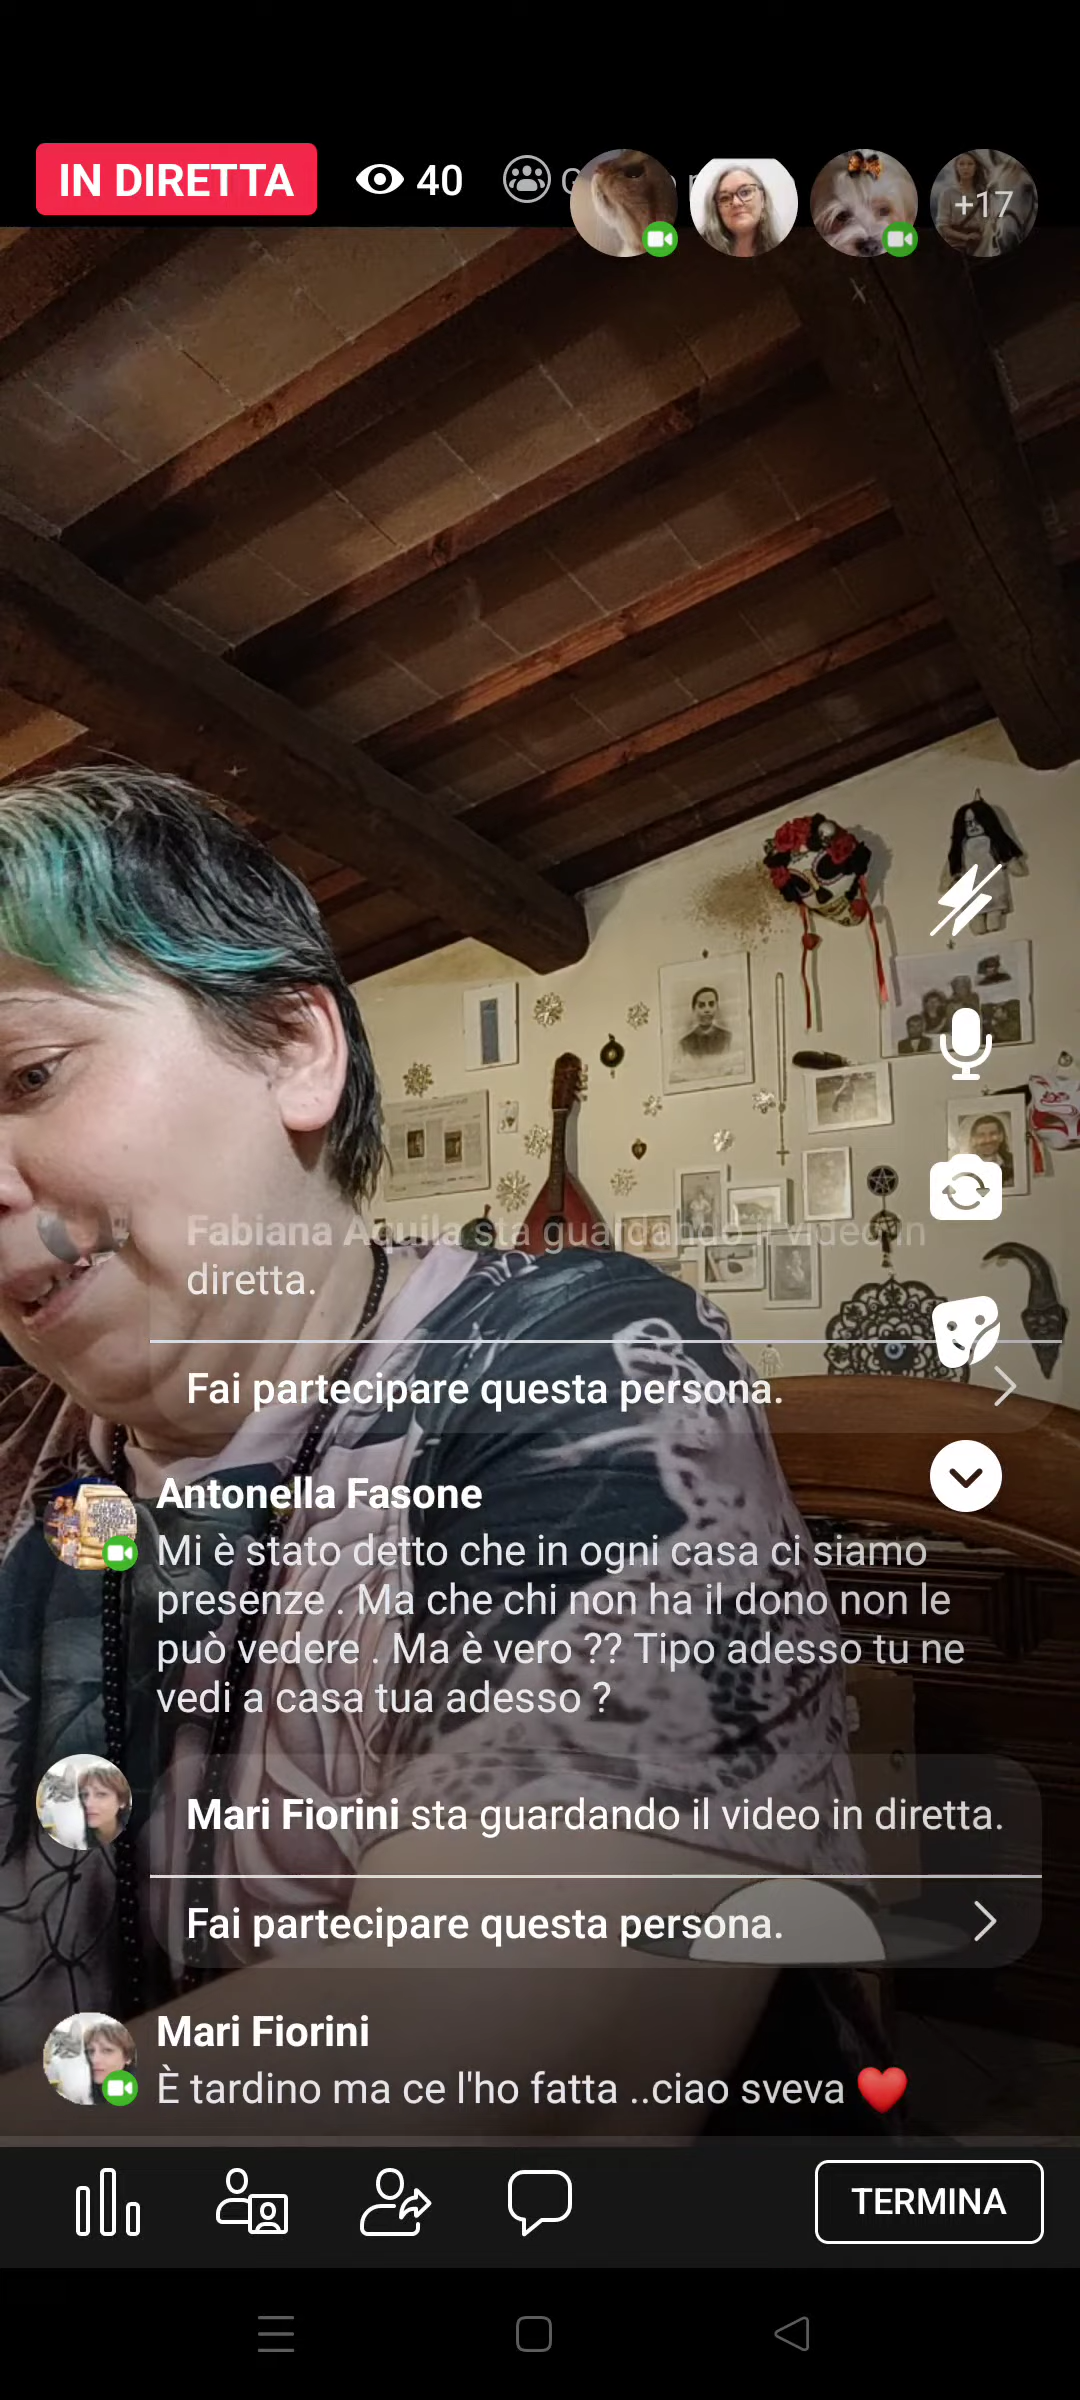 IN DIRETTA
40
+17
Fabiana Aquila sta guardando il video in
diretta.
Fai partecipare questa persona.
Antonella Fasone
Mi è stato detto che in ogni casa ci siamo
presenze . Ma che chi non ha il dono non le
può vedere . Ma è vero ?? Tipo adesso tu ne
vedi a casa tua adesso ?
Mari Fiorini sta guardando il video in diretta.
Fai partecipare questa persona.
Mari Fiorini
È tardino ma ce l'ho fatta ..ciao sveva ❤️
TERMINA